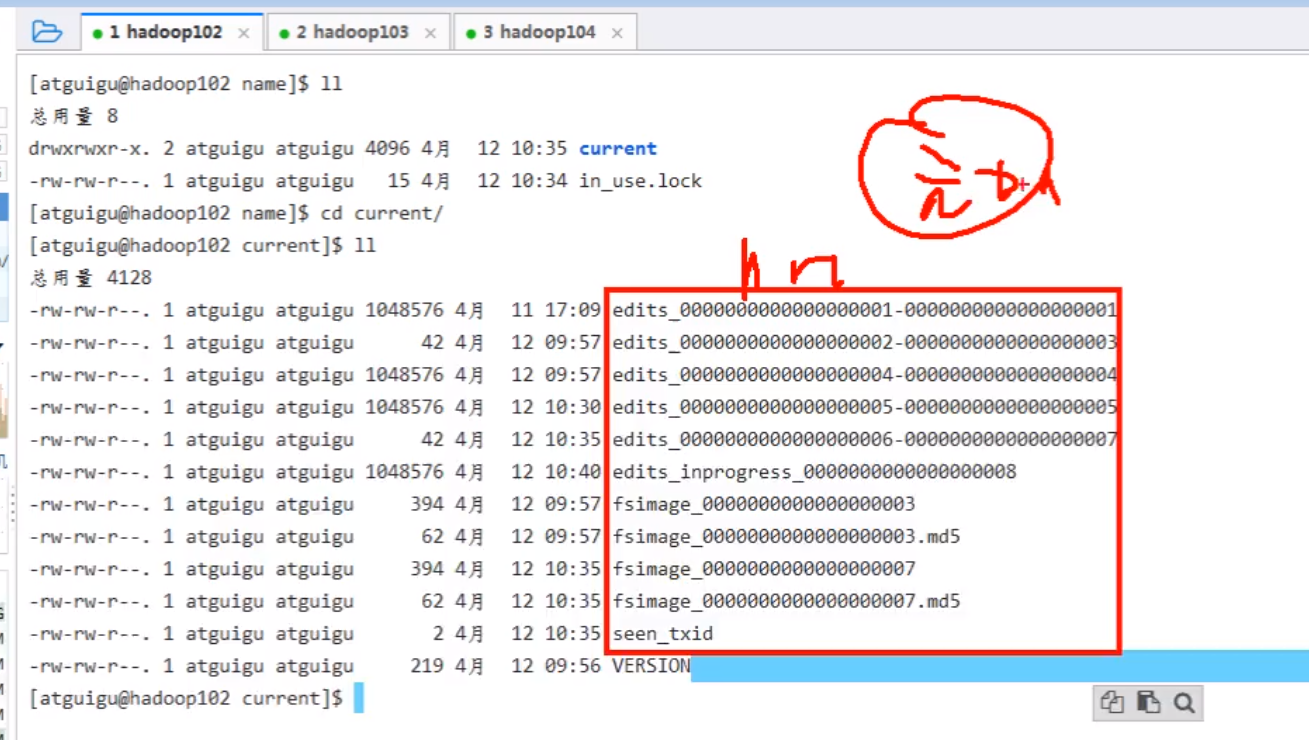 1 hadoop102 × 2 hadoop103 × 3 hadoop104 ×
[atguigu@hadoop102 name]$ ll
总用量 8
drwxrwxr-x. 2 atguigu atguigu 4096 4月 12 10:35 current
-rw-rw-r--. 1 atguigu atguigu 15 4月 12 10:34 in_use.lock
[atguigu@hadoop102 name]$ cd current/
[atguigu@hadoop102 current]$ ll
总用量 4128
-rw-rw-r--. 1 atguigu atguigu 1048576 4月 11 17:09 edits_0000000000000000001-0000000000000000001
-rw-rw-r--. 1 atguigu atguigu 42 4月 12 09:57 edits_0000000000000000002-0000000000000000003
-rw-rw-r--. 1 atguigu atguigu 1048576 4月 12 09:57 edits_0000000000000000004-0000000000000000004
-rw-rw-r--. 1 atguigu atguigu 1048576 4月 12 10:30 edits_0000000000000000005-0000000000000000005
-rw-rw-r--. 1 atguigu atguigu 42 4月 12 10:35 edits_0000000000000000006-0000000000000000007
-rw-rw-r--. 1 atguigu atguigu 1048576 4月 12 10:40 edits_inprogress_0000000000000000008
-rw-rw-r--. 1 atguigu atguigu 394 4月 12 09:57 fsimage_0000000000000000003
-rw-rw-r--. 1 atguigu atguigu 62 4月 12 09:57 fsimage_0000000000000000003.md5
-rw-rw-r--. 1 atguigu atguigu 394 4月 12 10:35 fsimage_0000000000000000007
-rw-rw-r--. 1 atguigu atguigu 62 4月 12 10:35 fsimage_0000000000000000007.md5
-rw-rw-r--. 1 atguigu atguigu 2 4月 12 10:35 seen_txid
-rw-rw-r--. 1 atguigu atguigu 219 4月 12 09:56 VERSION
[atguigu@hadoop102 current]$